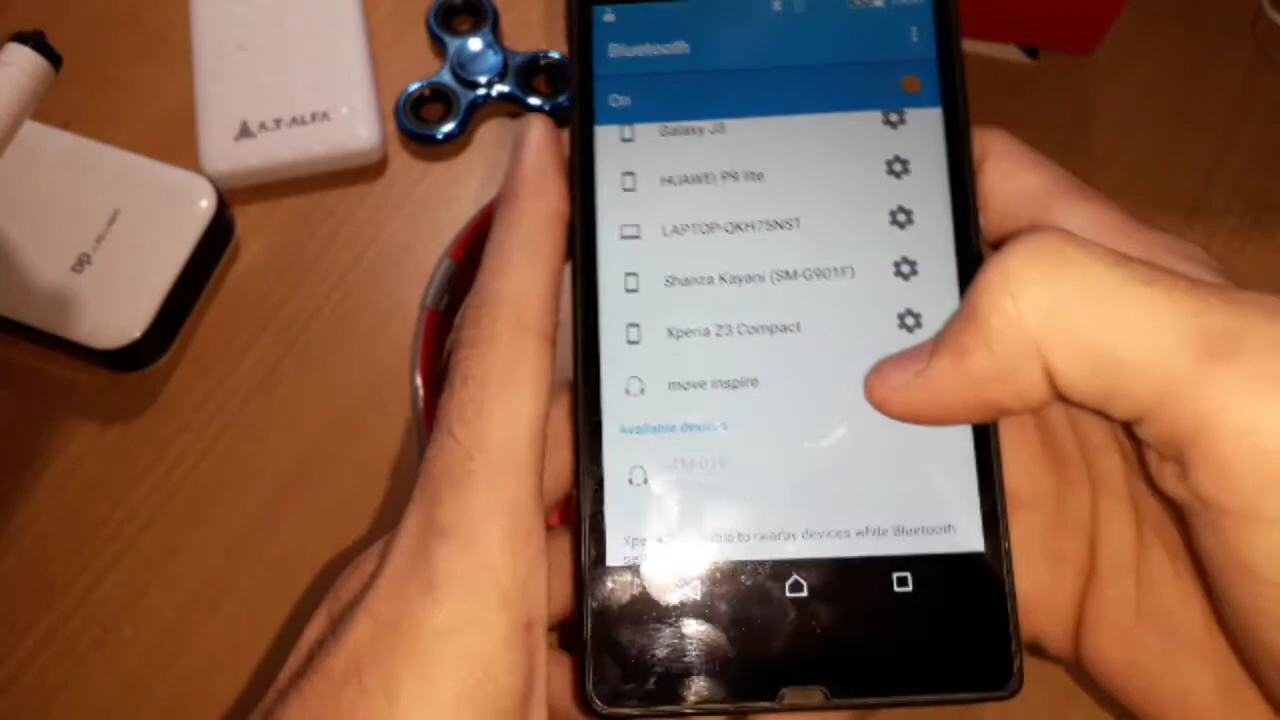 A.T-ALFA
Bluetooth
On
Galaxy J3
HUAWEI P9 lite
LAPTOP-QKH75NST
Shanza Kayani (SM-G901F)
Xperia Z3 Compact
move inspire
Available devices
to nearby devices while Bluetooth